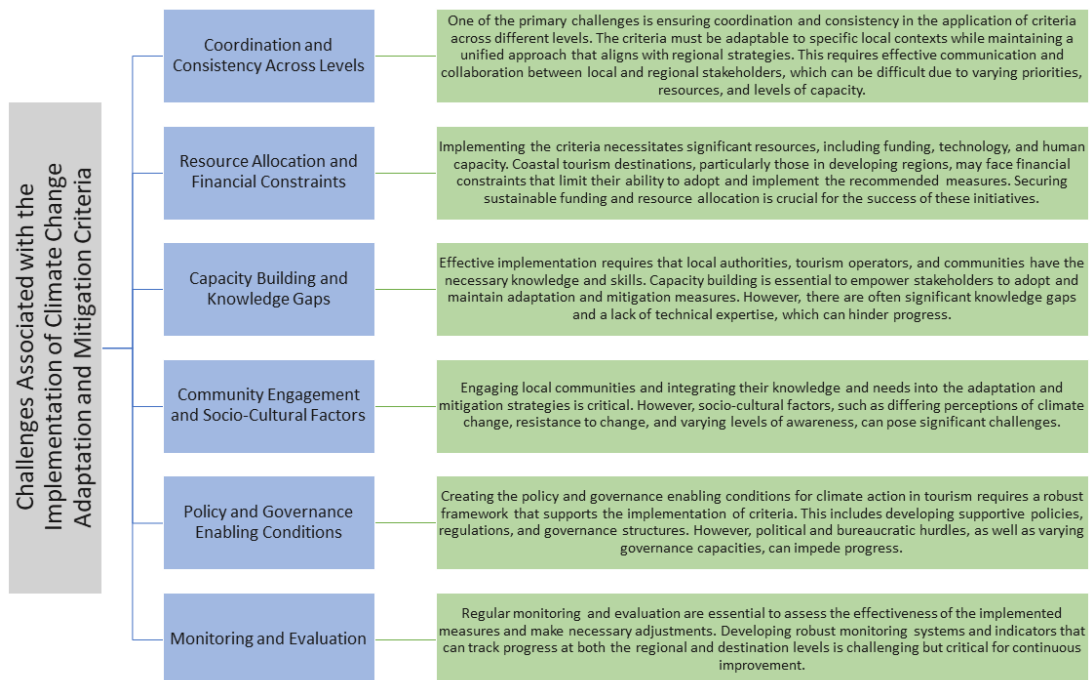 Challenges Associated with the
Implementation of Climate Change
Adaptation and Mitigation Criteria
Coordination and
Consistency Across Levels
One of the primary challenges is ensuring coordination and consistency in the application of criteria
across different levels. The criteria must be adaptable to specific local contexts while maintaining a
unified approach that aligns with regional strategies. This requires effective communication and
collaboration between local and regional stakeholders, which can be difficult due to varying priorities,
resources, and levels of capacity.
Resource Allocation and
Financial Constraints
Implementing the criteria necessitates significant resources, including funding, technology, and human
capacity. Coastal tourism destinations, particularly those in developing regions, may face financial
constraints that limit their ability to adopt and implement the recommended measures. Securing
sustainable funding and resource allocation is crucial for the success of these initiatives.
Capacity Building and
Knowledge Gaps
Effective implementation requires that local authorities, tourism operators, and communities have the
necessary knowledge and skills. Capacity building is essential to empower stakeholders to adopt and
maintain adaptation and mitigation measures. However, there are often significant knowledge gaps
and a lack of technical expertise, which can hinder progress.
Community Engagement
and Socio-Cultural Factors
Engaging local communities and integrating their knowledge and needs into the adaptation and
mitigation strategies is critical. However, socio-cultural factors, such as differing perceptions of climate
change, resistance to change, and varying levels of awareness, can pose significant challenges.
Policy and Governance
Enabling Conditions
Creating the policy and governance enabling conditions for climate action in tourism requires a robust
framework that supports the implementation of criteria. This includes developing supportive policies,
regulations, and governance structures. However, political and bureaucratic hurdles, as well as varying
governance capacities, can impede progress.
Monitoring and Evaluation
Regular monitoring and evaluation are essential to assess the effectiveness of the implemented
measures and make necessary adjustments. Developing robust monitoring systems and indicators that
can track progress at both the regional and destination levels is challenging but critical for continuous
improvement.